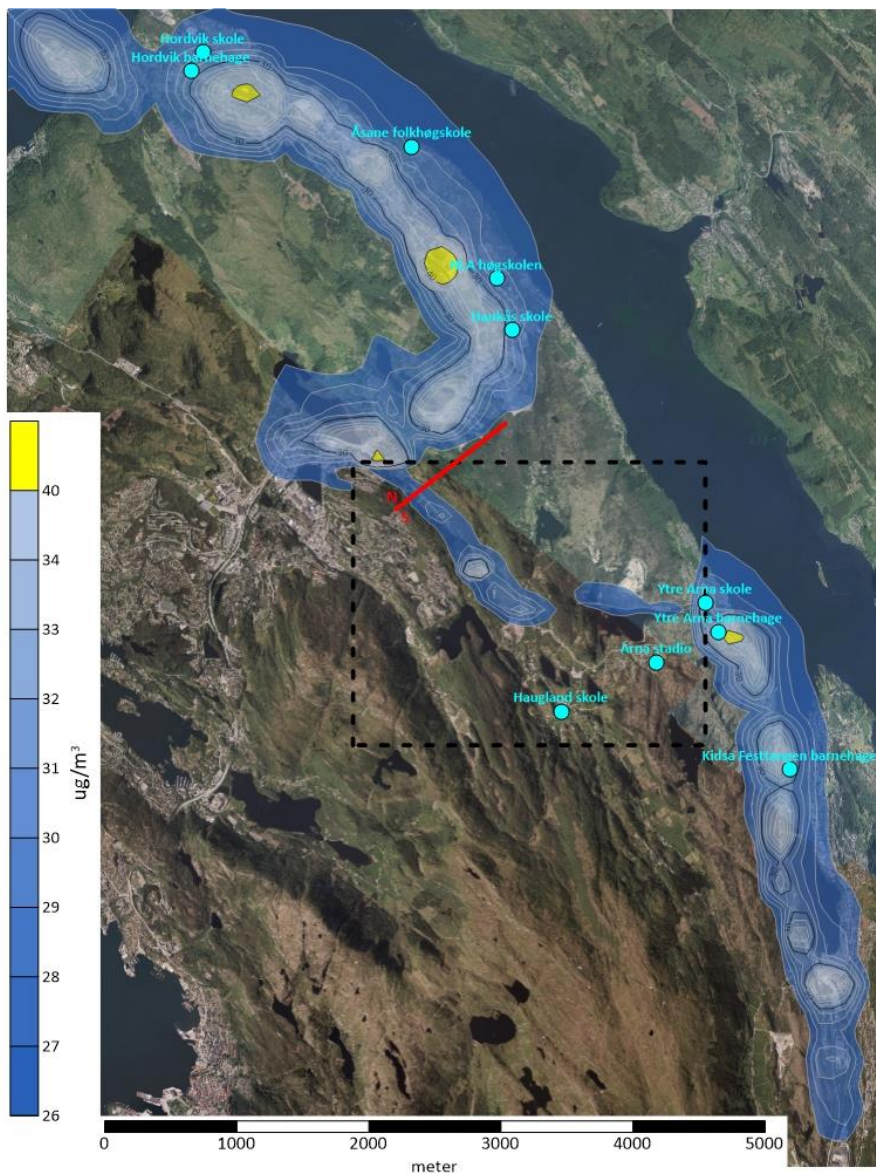 Hordvik skole
Hordvik barnehage
Åsane folkhøgskole
NLA høgskolen
Haukås skole
N
S
40
34
33
32
31
30
29
28
27
26
ug/m³
Ytre Arna skole
Ytre Arna barnehage
Arna stadio
Haugland skole
Kidsa Festtangen barnehage
0 1000 2000 3000 4000 5000
meter